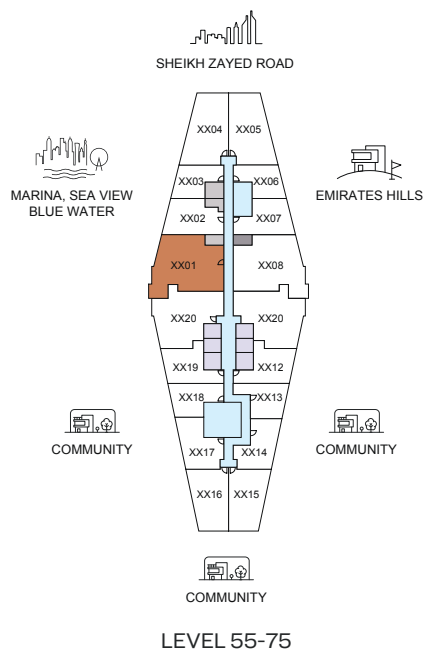 SHEIKH ZAYED ROAD
XX04
XX05
XX03
XX06
MARINA, SEA VIEW
BLUE WATER
EMIRATES HILLS
XX02
XX07
XX01
XX08
XX20
XX20
XX19
XX12
XX18
XX13
COMMUNITY
COMMUNITY
XX17
XX14
XX16
XX15
COMMUNITY
LEVEL 55-75